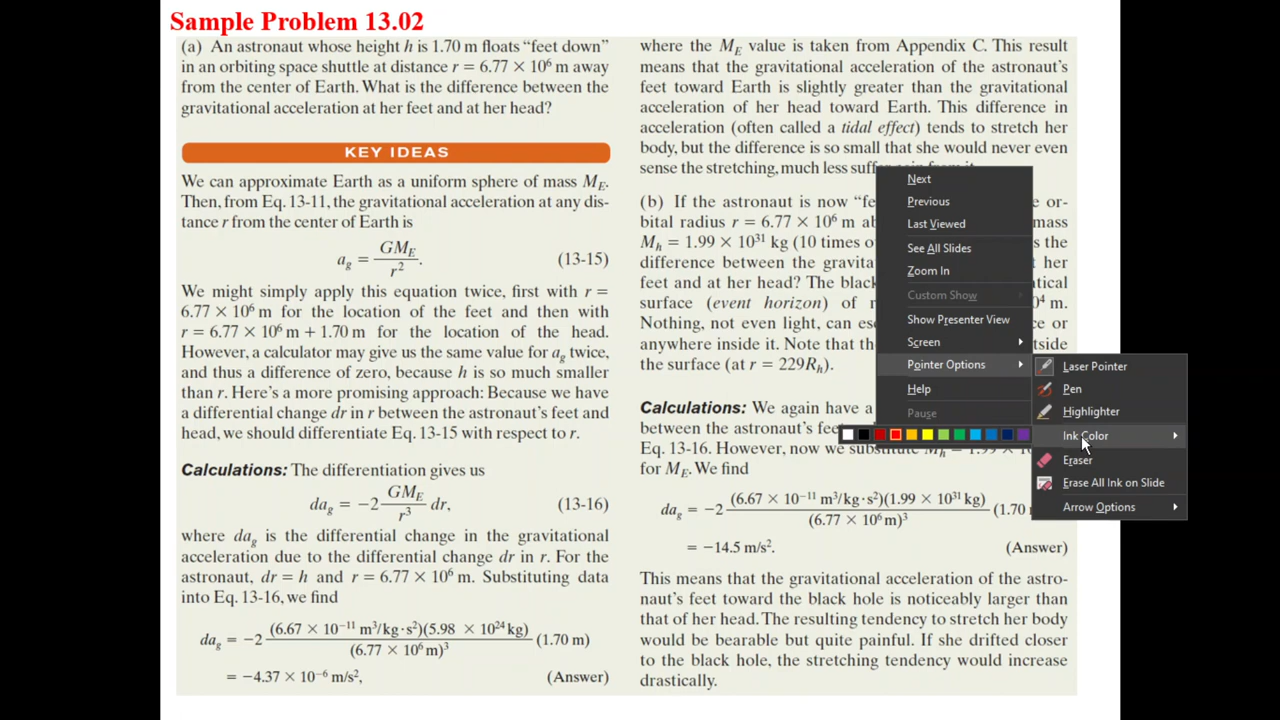 Sample Problem 13.02
(a) An astronaut whose height h is 1.70 m floats “feet down”
in an orbiting space shuttle at distance r = 6.77 × 10⁶ m away
from the center of Earth. What is the difference between the
gravitational acceleration at her feet and at her head?
KEY IDEAS
We can approximate Earth as a uniform sphere of mass M_E.
Then, from Eq. 13-11, the gravitational acceleration at any dis-
tance r from the center of Earth is
a_g = GM_E / r². (13-15)
We might simply apply this equation twice, first with r =
6.77 × 10⁶ m for the location of the feet and then with
r = 6.77 × 10⁶ m + 1.70 m for the location of the head.
However, a calculator may give us the same value for a_g twice,
and thus a difference of zero, because h is so much smaller
than r. Here’s a more promising approach: Because we have
a differential change dr in r between the astronaut’s feet and
head, we should differentiate Eq. 13-15 with respect to r.
Calculations: The differentiation gives us
da_g = −2 GM_E / r³ dr, (13-16)
where da_g is the differential change in the gravitational
acceleration due to the differential change dr in r. For the
astronaut, dr = h and r = 6.77 × 10⁶ m. Substituting data
into Eq. 13-16, we find
da_g = −2 (6.67 × 10⁻¹¹ m³/kg·s²)(5.98 × 10²⁴ kg) / (6.77 × 10⁶ m)³ (1.70 m)
= −4.37 × 10⁻⁶ m/s², (Answer)
where the M_E value is taken from Appendix C. This result
means that the gravitational acceleration of the astronaut’s
feet toward Earth is slightly greater than the gravitational
acceleration of her head toward Earth. This difference in
acceleration (often called a tidal effect) tends to stretch her
body, but the difference is so small that she would never even
sense the stretching, much less suffer pain from it.
(b) If the astronaut is now “fe e or-
bital radius r = 6.77 × 10⁶ m ab mass
M_h = 1.99 × 10³¹ kg (10 times o s the
difference between the gravita her
feet and at her head? The black tical
surface (event horizon) of 10⁴ m.
Nothing, not even light, can esc ce or
anywhere inside it. Note that th tside
the surface (at r = 229R_h).
Calculations: We again have a
between the astronaut’s fee
Eq. 13-16. However, now we substitute M_h = 1.99
for M_E. We find
da_g = −2 (6.67 × 10⁻¹¹ m³/kg·s²)(1.99 × 10³¹ kg) / (6.77 × 10⁶ m)³ (1.70
= −14.5 m/s². (Answer)
This means that the gravitational acceleration of the astro-
naut’s feet toward the black hole is noticeably larger than
that of her head. The resulting tendency to stretch her body
would be bearable but quite painful. If she drifted closer
to the black hole, the stretching tendency would increase
drastically.
Next
Previous
Last Viewed
See All Slides
Zoom In
Custom Show
Show Presenter View
Screen
Pointer Options
Help
Pause
Laser Pointer
Pen
Highlighter
Ink Color
Eraser
Erase All Ink on Slide
Arrow Options